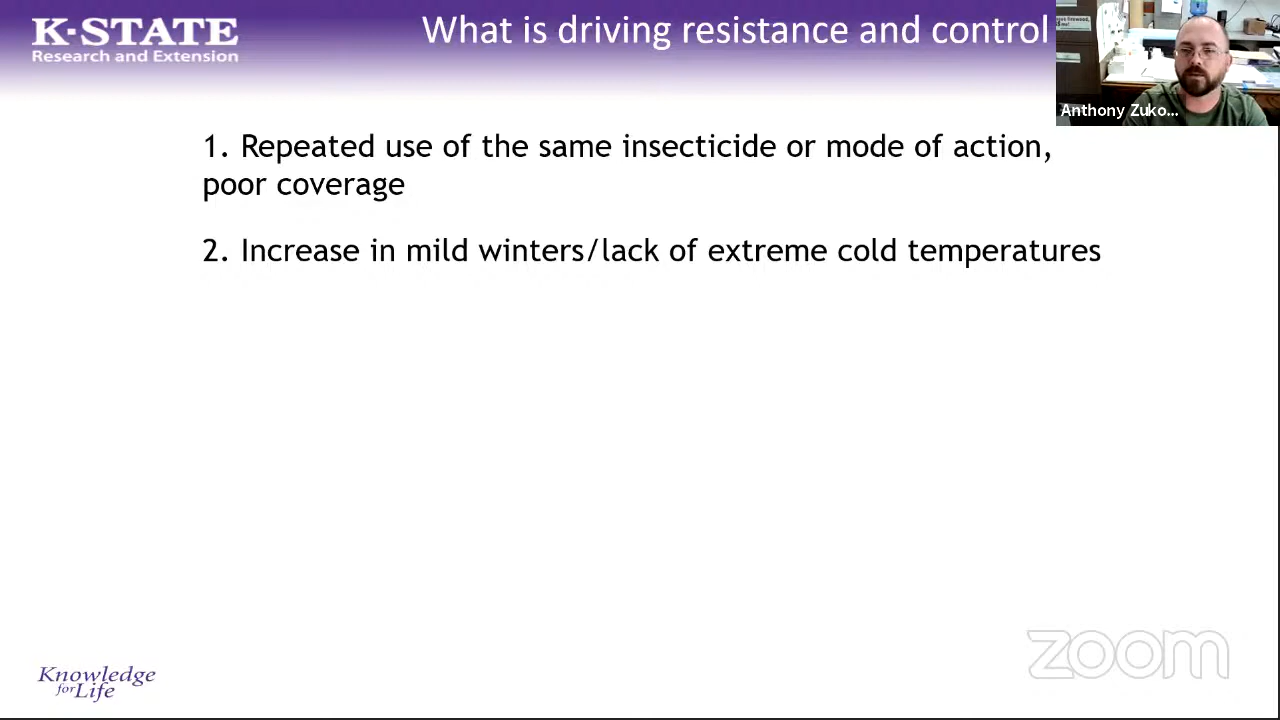 K-STATE
Research and Extension
What is driving resistance and control
Anthony Zuko...
1. Repeated use of the same insecticide or mode of action,
poor coverage
2. Increase in mild winters/lack of extreme cold temperatures
Knowledge
for Life
zoom